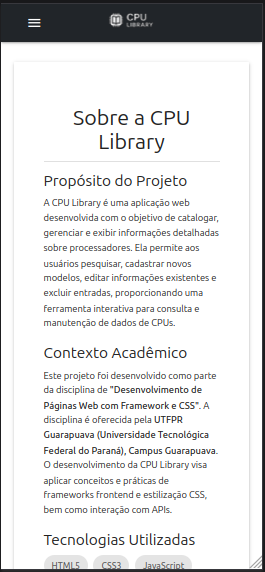 CPU
LIBRARY
Sobre a CPU
Library
Propósito do Projeto
A CPU Library é uma aplicação web
desenvolvida com o objetivo de catalogar,
gerenciar e exibir informações detalhadas
sobre processadores. Ela permite aos
usuários pesquisar, cadastrar novos
modelos, editar informações existentes e
excluir entradas, proporcionando uma
ferramenta interativa para consulta e
manutenção de dados de CPUs.
Contexto Acadêmico
Este projeto foi desenvolvido como parte
da disciplina de "Desenvolvimento de
Páginas Web com Framework e CSS". A
disciplina é oferecida pela UTFPR
Guarapuava (Universidade Tecnológica
Federal do Paraná), Campus Guarapuava.
O desenvolvimento da CPU Library visa
aplicar conceitos e práticas de
frameworks frontend e estilização CSS,
bem como interação com APIs.
Tecnologias Utilizadas
HTML5 CSS3 JavaScript